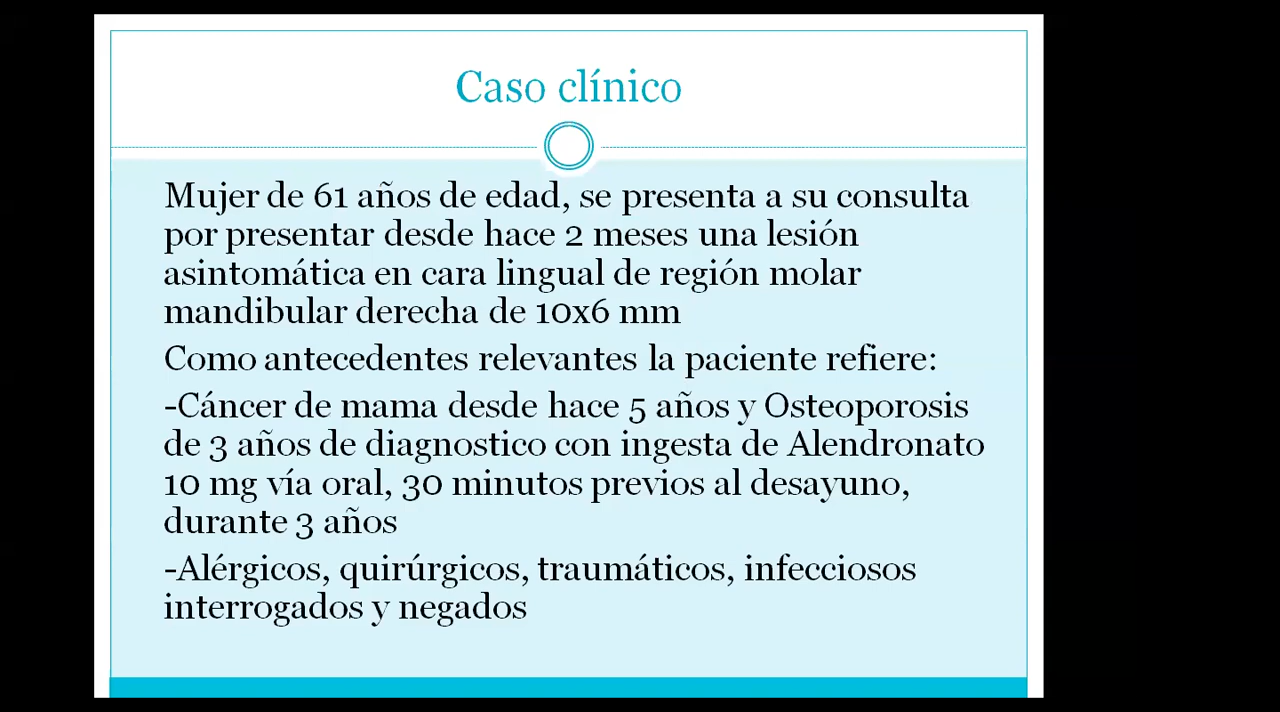 Caso clínico
Mujer de 61 años de edad, se presenta a su consulta
por presentar desde hace 2 meses una lesión
asintomática en cara lingual de región molar
mandibular derecha de 10x6 mm
Como antecedentes relevantes la paciente refiere:
-Cáncer de mama desde hace 5 años y Osteoporosis
de 3 años de diagnostico con ingesta de Alendronato
10 mg vía oral, 30 minutos previos al desayuno,
durante 3 años
-Alérgicos, quirúrgicos, traumáticos, infecciosos
interrogados y negados